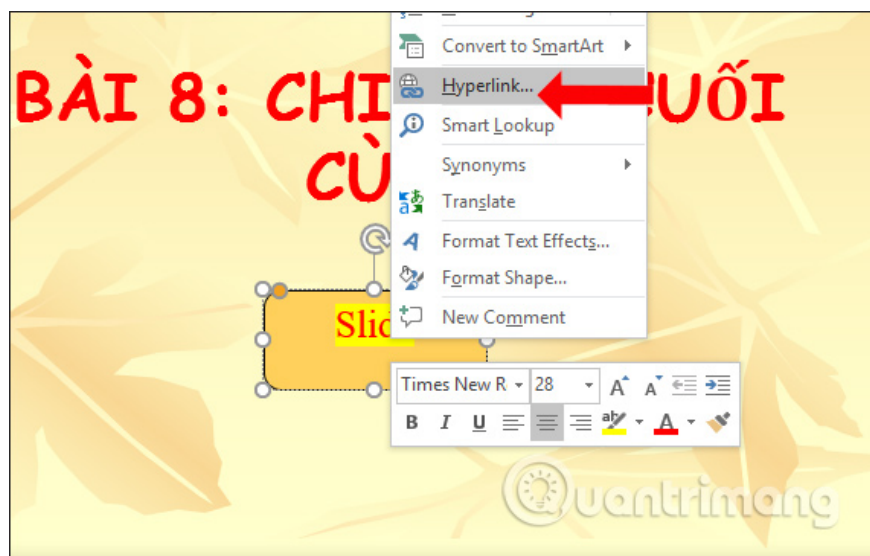 Convert to SmartArt
BÀI 8: CHI UỐI
Hyperlink...
Smart Lookup
CÙ
Synonyms
Translate
Format Text Effects...
Format Shape...
Slid
New Comment
Times New R 28 A A
B I U A
Quantrimang